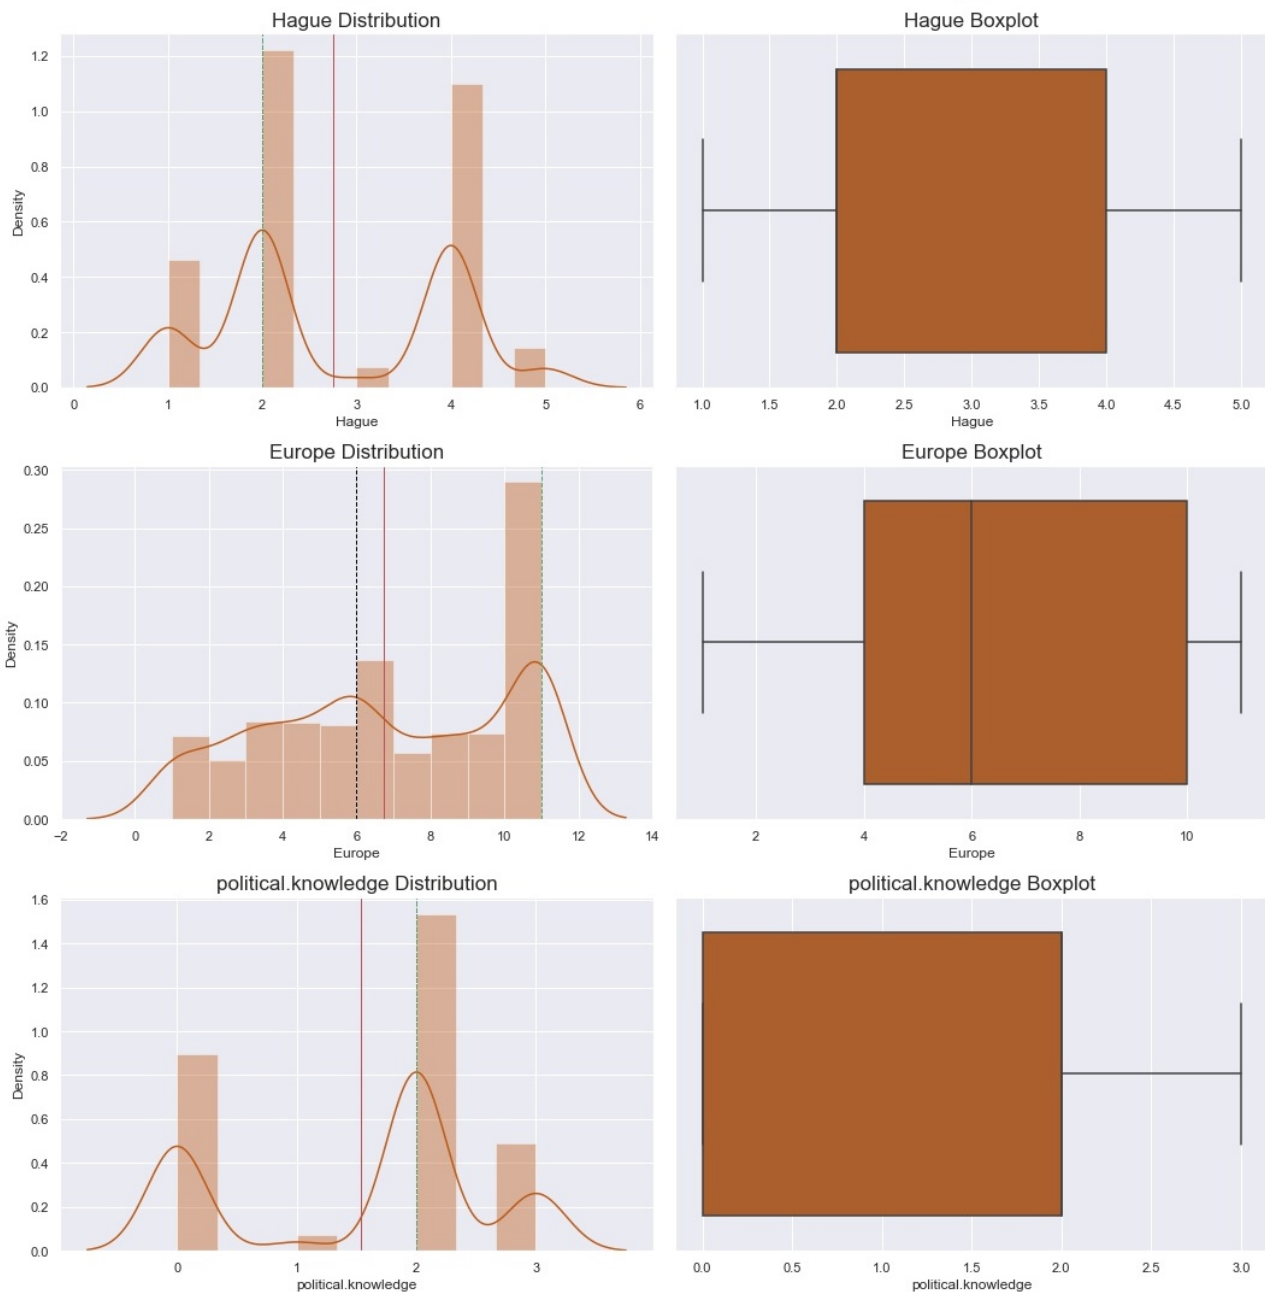 Hague Distribution
1.2
1.0
0.8
0.6
0.4
0.2
0.0
Density
0 1 2 3 4 5 6
Hague
Hague Boxplot
1.0 1.5 2.0 2.5 3.0 3.5 4.0 4.5 5.0
Hague
Europe Distribution
0.30
0.25
0.20
0.15
0.10
0.05
0.00
Density
−2 0 2 4 6 8 10 12 14
Europe
Europe Boxplot
2 4 6 8 10
Europe
political.knowledge Distribution
1.6
1.4
1.2
1.0
0.8
0.6
0.4
0.2
0.0
Density
0 1 2 3
political.knowledge
political.knowledge Boxplot
0.0 0.5 1.0 1.5 2.0 2.5 3.0
political.knowledge